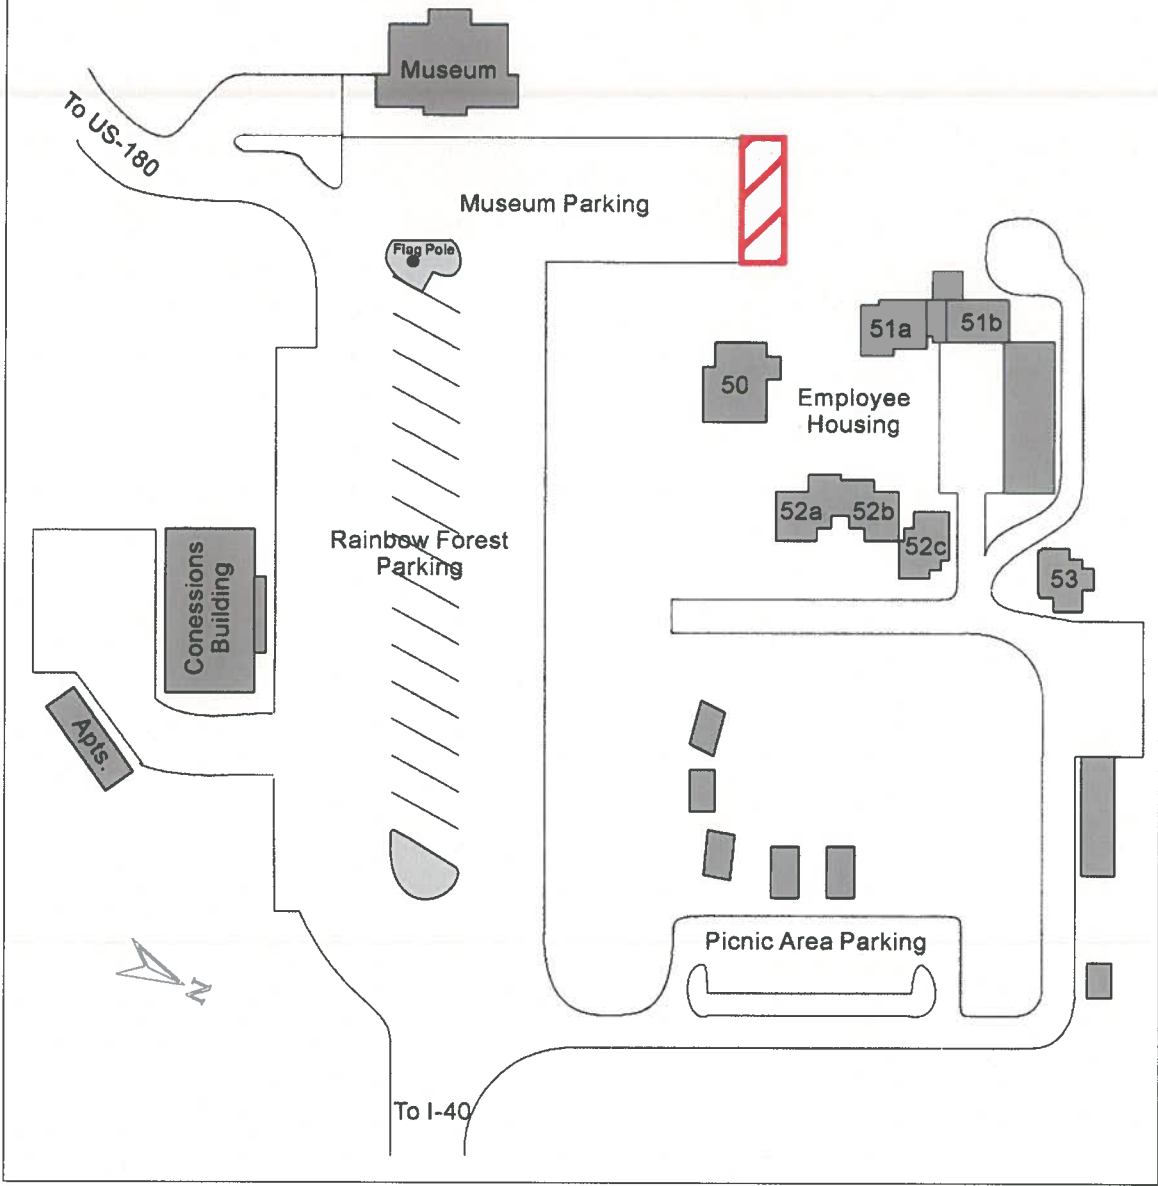 Museum
To US-180
Museum Parking
Flag Pole
51a
51b
50
Employee
Housing
52a
52b
52c
53
Rainbow Forest
Parking
Conessions
Building
Apts.
Picnic Area Parking
N
To I-40